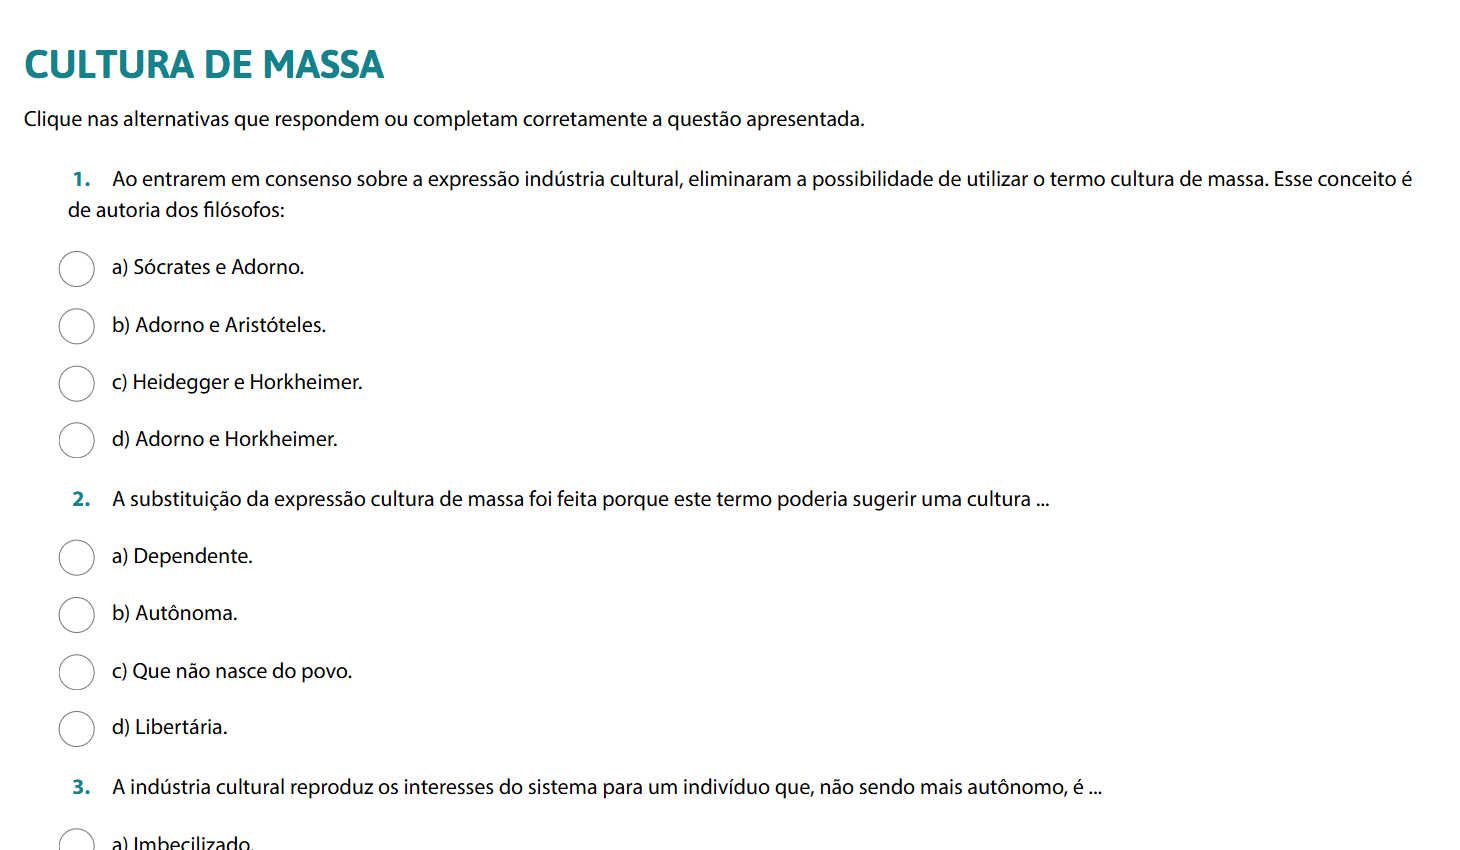 CULTURA DE MASSA
Clique nas alternativas que respondem ou completam corretamente a questão apresentada.
1. Ao entrarem em consenso sobre a expressão indústria cultural, eliminaram a possibilidade de utilizar o termo cultura de massa. Esse conceito é
de autoria dos filósofos:
a) Sócrates e Adorno.
b) Adorno e Aristóteles.
c) Heidegger e Horkheimer.
d) Adorno e Horkheimer.
2. A substituição da expressão cultura de massa foi feita porque este termo poderia sugerir uma cultura ...
a) Dependente.
b) Autônoma.
c) Que não nasce do povo.
d) Libertária.
3. A indústria cultural reproduz os interesses do sistema para um indivíduo que, não sendo mais autônomo, é ...
a) Imbecilizado.